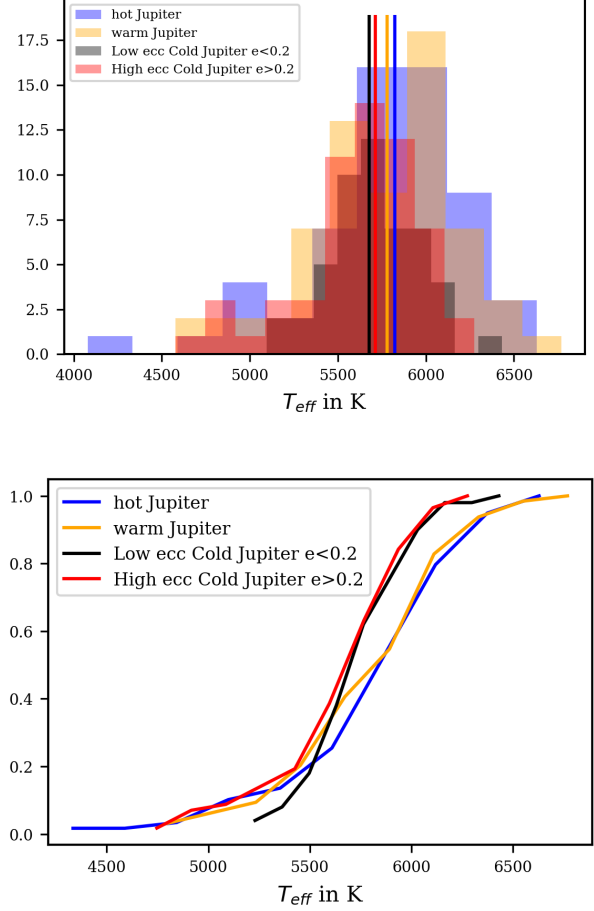 hot Jupiter
warm Jupiter
Low ecc Cold Jupiter e<0.2
High ecc Cold Jupiter e>0.2
17.5
15.0
12.5
10.0
7.5
5.0
2.5
0.0
4000 4500 5000 5500 6000 6500
T_eff in K
hot Jupiter
warm Jupiter
Low ecc Cold Jupiter e<0.2
High ecc Cold Jupiter e>0.2
1.0
0.8
0.6
0.4
0.2
0.0
4500 5000 5500 6000 6500
T_eff in K